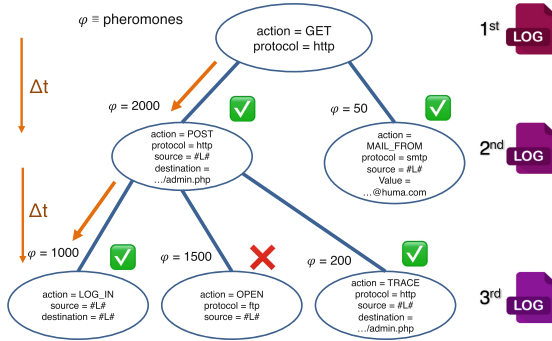 φ ≡ pheromones
action = GET
protocol = http
1st
LOG
Δt
φ = 2000
φ = 50
action = POST
protocol = http
source = #L#
destination =
…/admin.php
action =
MAIL_FROM
protocol = smtp
source = #L#
Value =
…@huma.com
2nd
LOG
Δt
φ = 1000
φ = 1500
φ = 200
action = LOG_IN
source = #L#
destination = #L#
action = OPEN
protocol = ftp
source = #L#
action = TRACE
protocol = http
source = #L#
destination =
…/admin.php
3rd
LOG